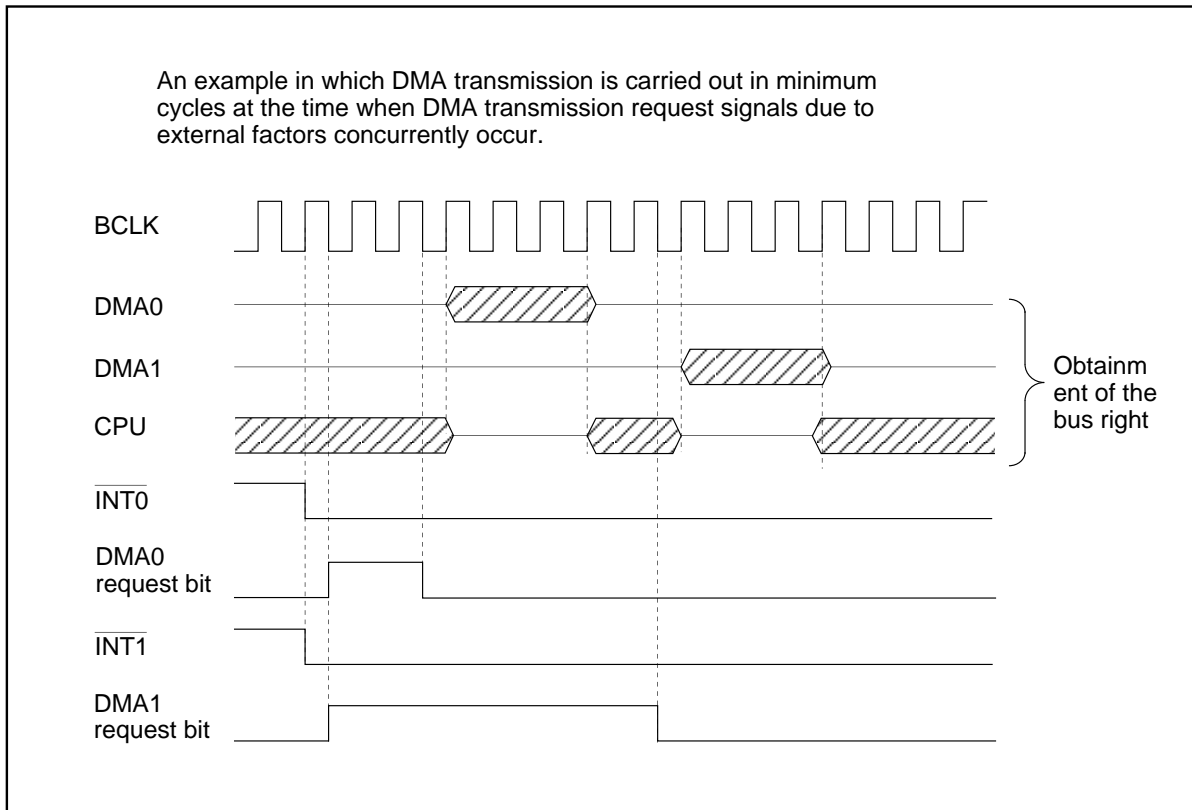 An example in which DMA transmission is carried out in minimum
cycles at the time when DMA transmission request signals due to
external factors concurrently occur.
BCLK
DMA0
DMA1
CPU
Obtainm
ent of the
bus right
INT0
DMA0
request bit
INT1
DMA1
request bit